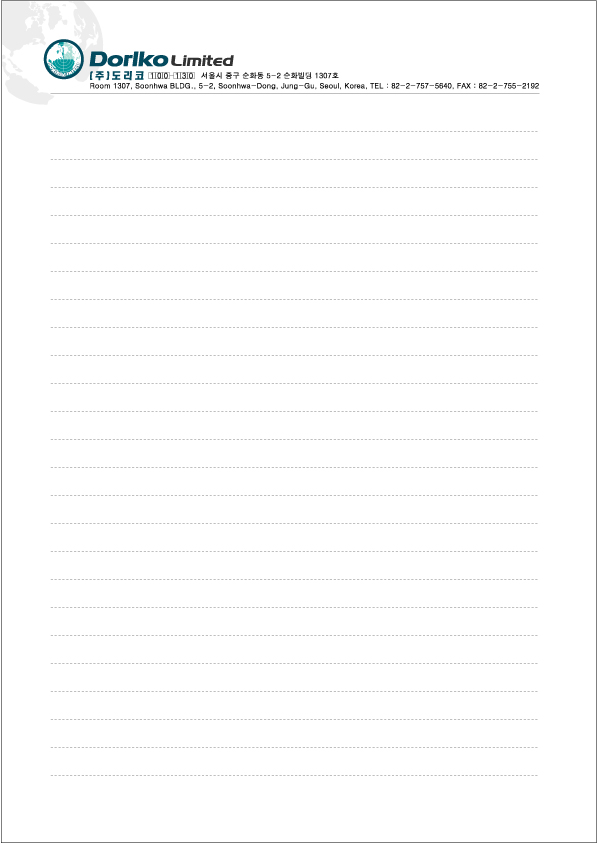 Dorlko Limited
(주)도리코 100-130 서울시 중구 순화동 5-2 순화빌딩 1307호
Room 1307, Soonhwa BLDG., 5-2, Soonhwa-Dong, Jung-Gu, Seoul, Korea, TEL : 82-2-757-5640, FAX : 82-2-755-2192